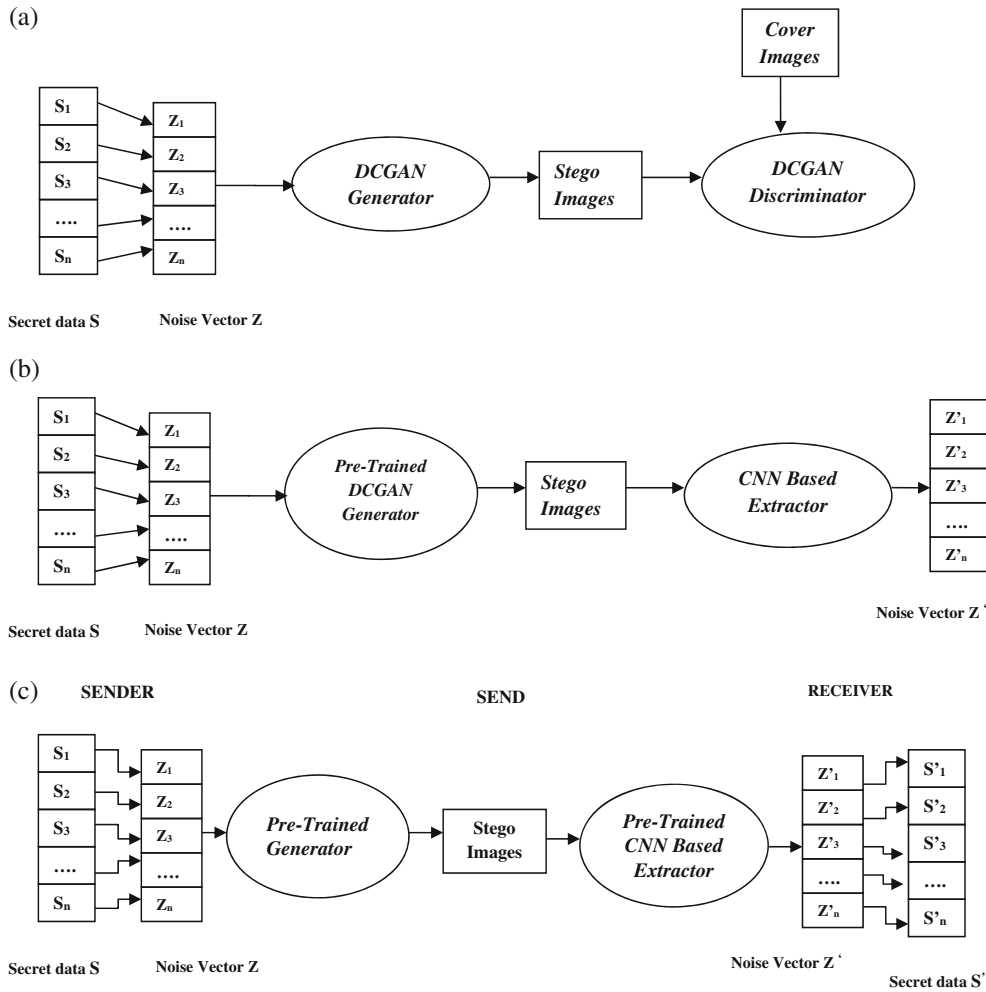 (a)
Cover
Images
S1
S2
S3
....
Sn
Z1
Z2
Z3
....
Zn
DCGAN
Generator
Stego
Images
DCGAN
Discriminator
Secret data S
Noise Vector Z
(b)
S1
S2
S3
....
Sn
Z1
Z2
Z3
....
Zn
Pre-Trained
DCGAN
Generator
Stego
Images
CNN Based
Extractor
Z'1
Z'2
Z'3
....
Z'n
Secret data S
Noise Vector Z
Noise Vector Z ‘
(c)
SENDER
SEND
RECEIVER
S1
S2
S3
....
Sn
Z1
Z2
Z3
....
Zn
Pre-Trained
Generator
Stego
Images
Pre-Trained
CNN Based
Extractor
Z'1
Z'2
Z'3
....
Z'n
S'1
S'2
S'3
....
S'n
Secret data S
Noise Vector Z
Noise Vector Z ‘
Secret data S'